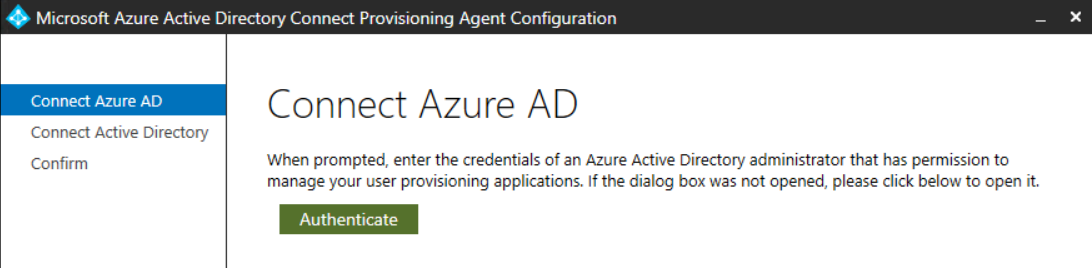 Microsoft Azure Active Directory Connect Provisioning Agent Configuration
Connect Azure AD
Connect Active Directory
Confirm
Connect Azure AD
When prompted, enter the credentials of an Azure Active Directory administrator that has permission to
manage your user provisioning applications. If the dialog box was not opened, please click below to open it.
Authenticate